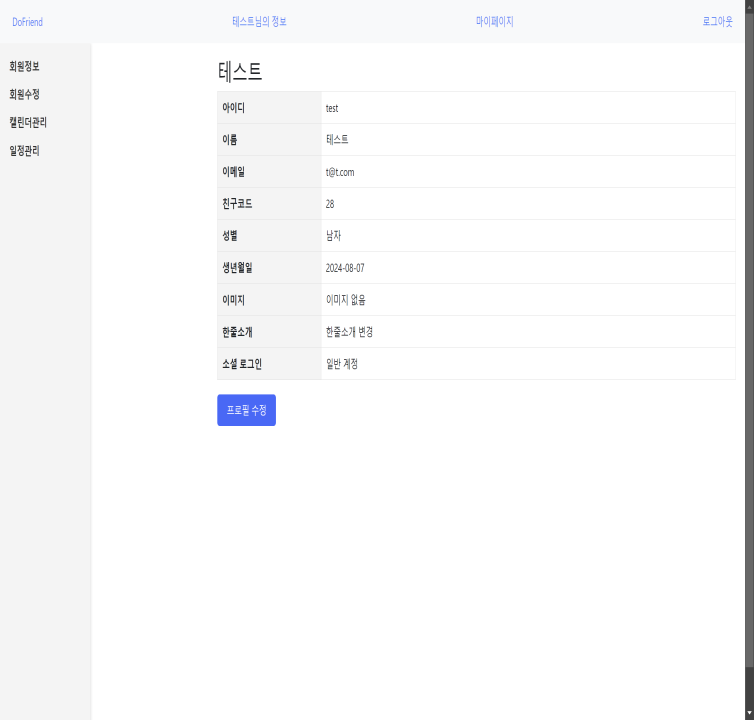 DoFriend 테스트님의 정보 마이페이지 로그아웃
회원정보
회원수정
캘린더관리
일정관리
테스트
아이디 test
이름 테스트
이메일 t@t.com
친구코드 28
성별 남자
생년월일 2024-08-07
이미지 이미지 없음
한줄소개 한줄소개 변경
소셜 로그인 일반 계정
프로필 수정